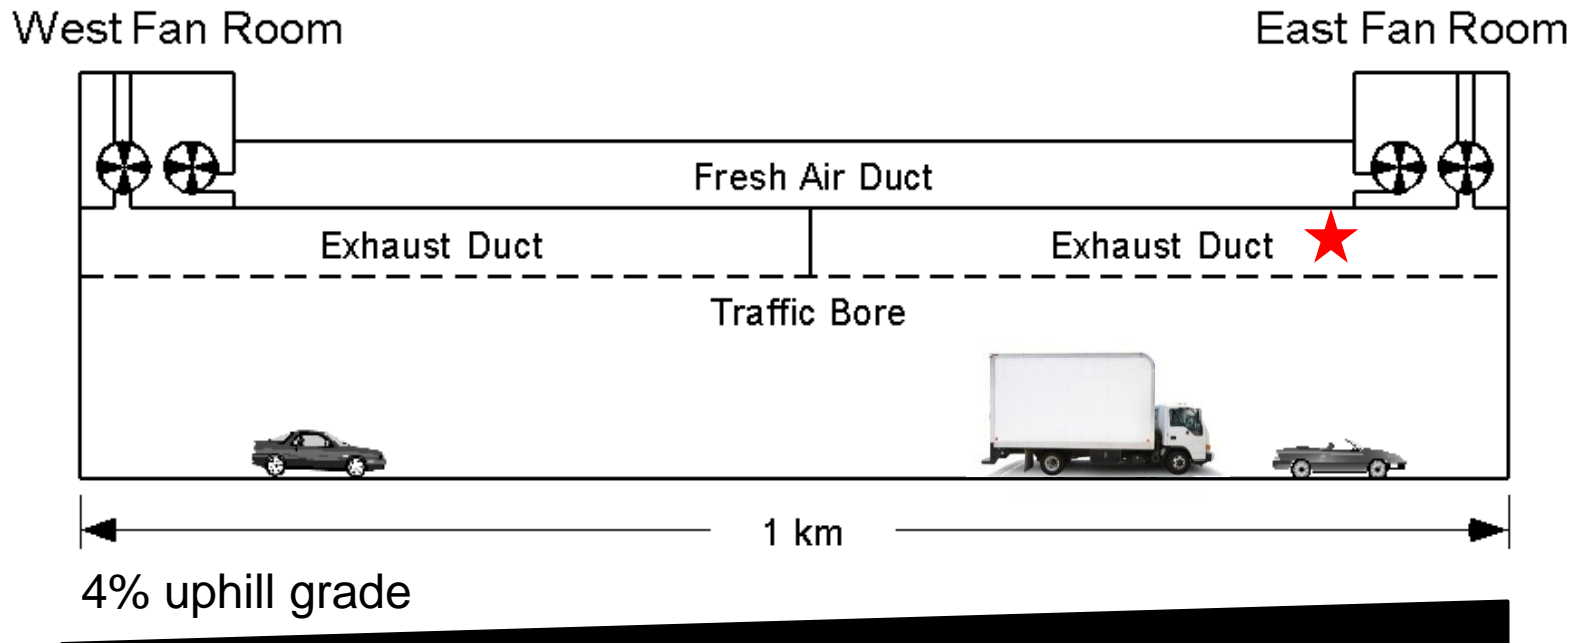 West Fan Room
East Fan Room
Fresh Air Duct
Exhaust Duct
Exhaust Duct
Traffic Bore
1 km
4% uphill grade